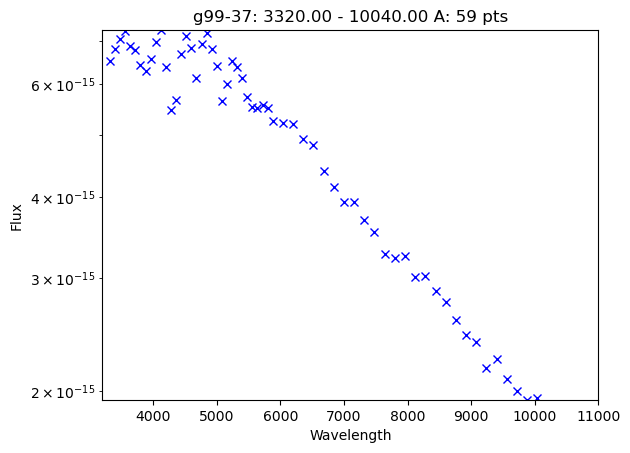 g99-37: 3320.00 - 10040.00 A: 59 pts
Flux
6 × 10⁻¹⁵
4 × 10⁻¹⁵
3 × 10⁻¹⁵
2 × 10⁻¹⁵
4000 5000 6000 7000 8000 9000 10000 11000
Wavelength